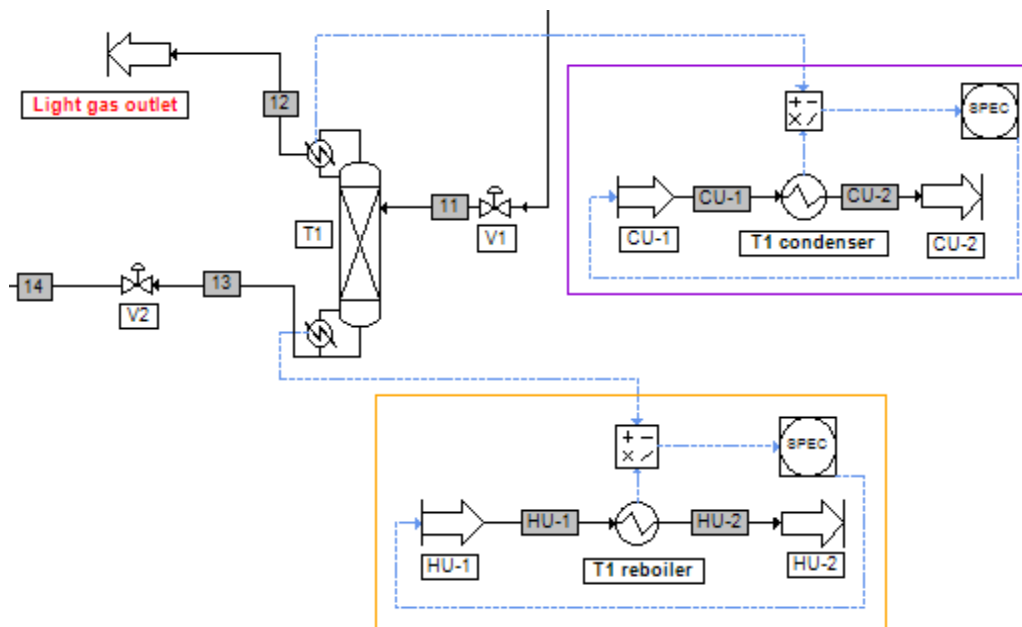 Light gas outlet
12
SPEC
T1
11
V1
CU-1
CU-2
CU-1
T1 condenser
CU-2
14
13
V2
SPEC
HU-1
HU-2
HU-1
T1 reboiler
HU-2